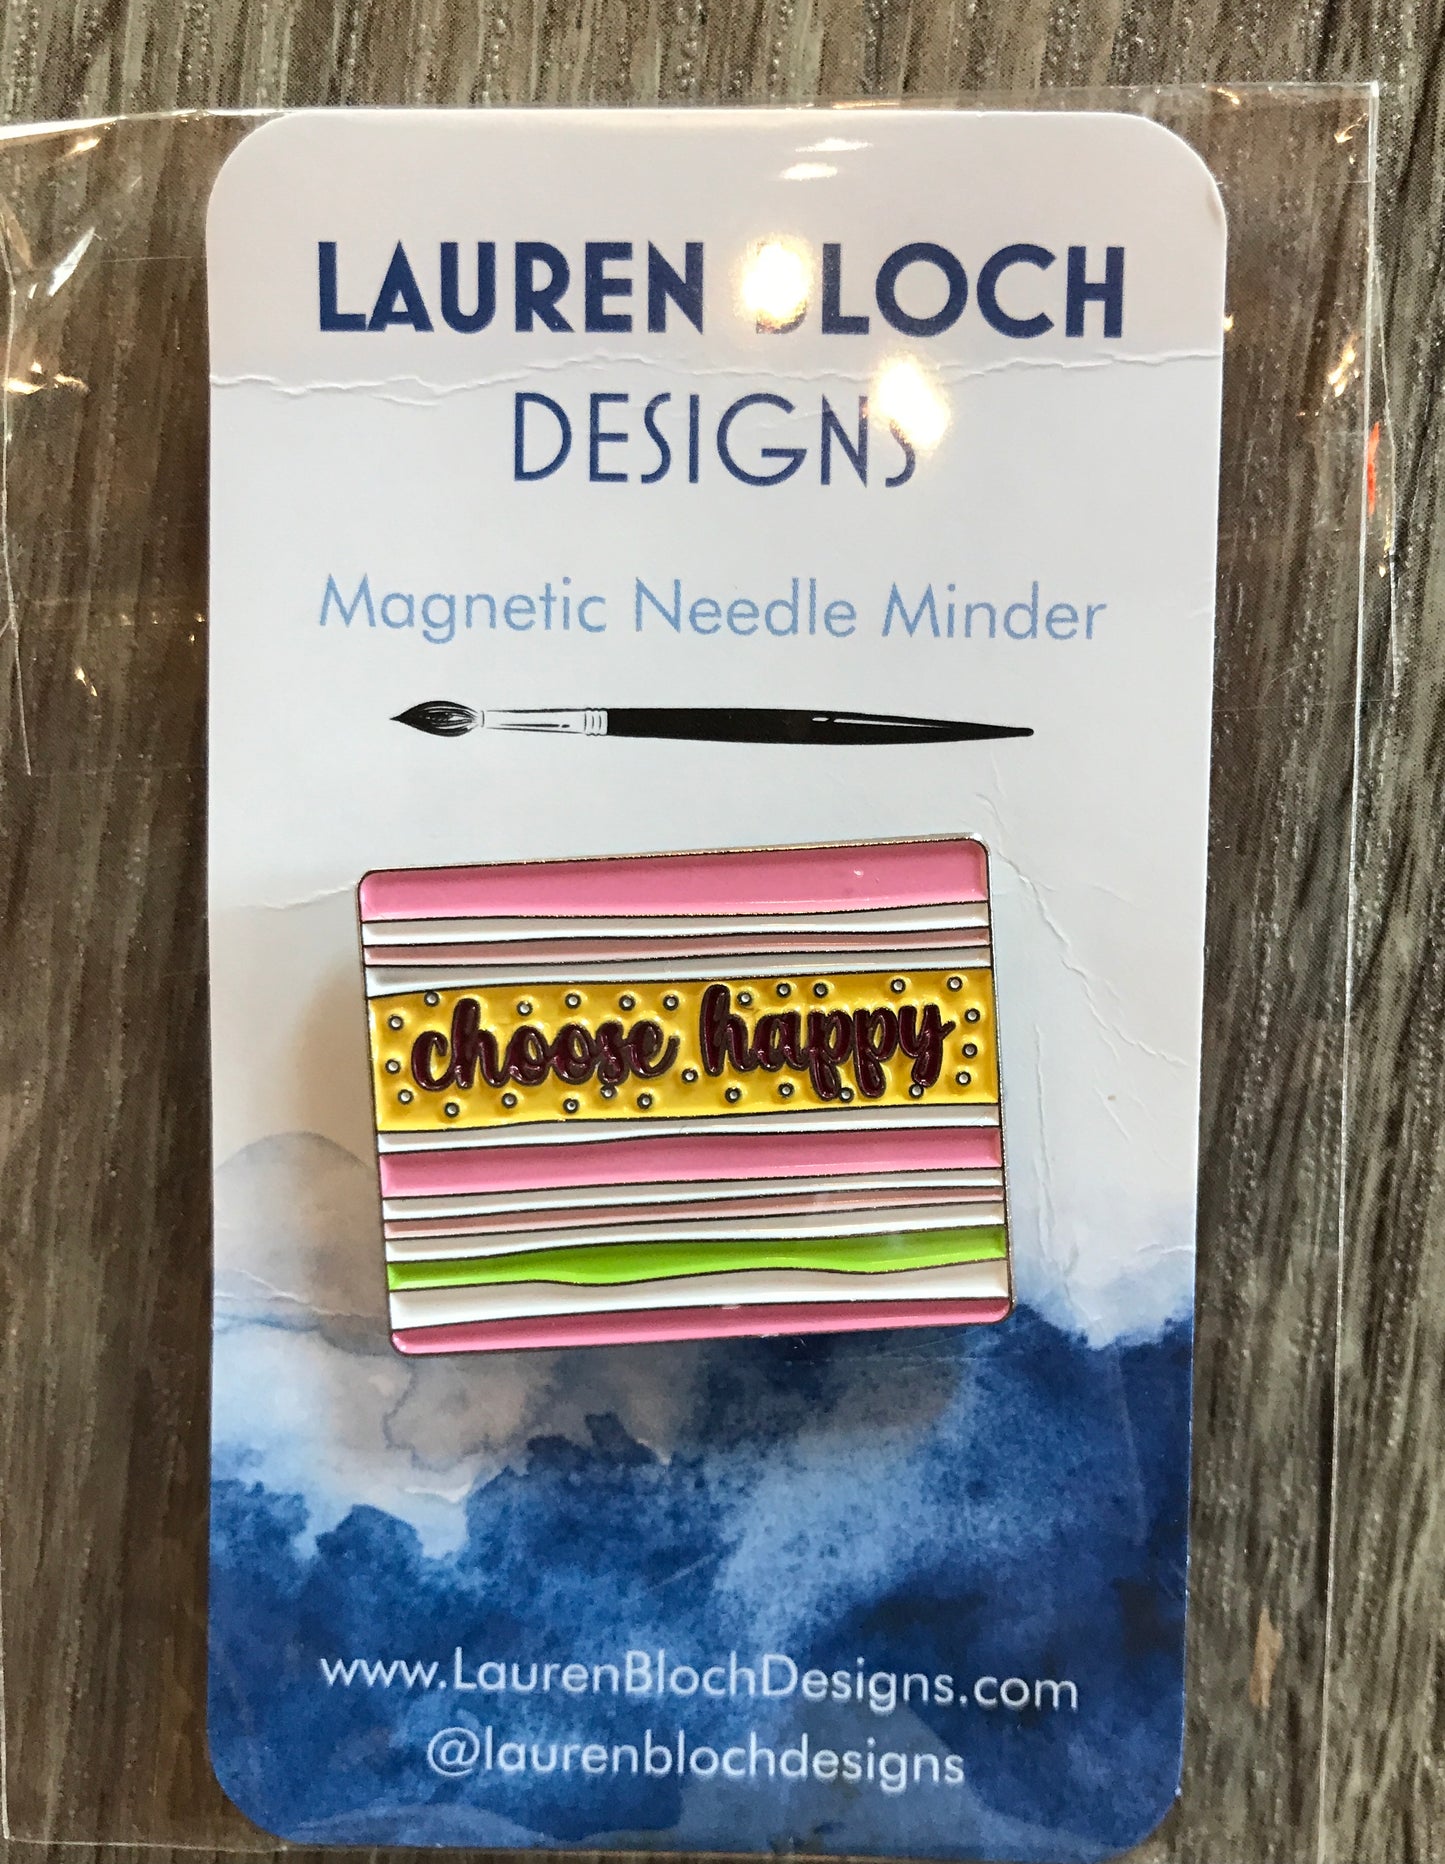 LAUREN BLOCH
DESIGNS
Magnetic Needle Minder
choose happy
www.LaurenBlochDesigns.com
@laurenblochdesigns